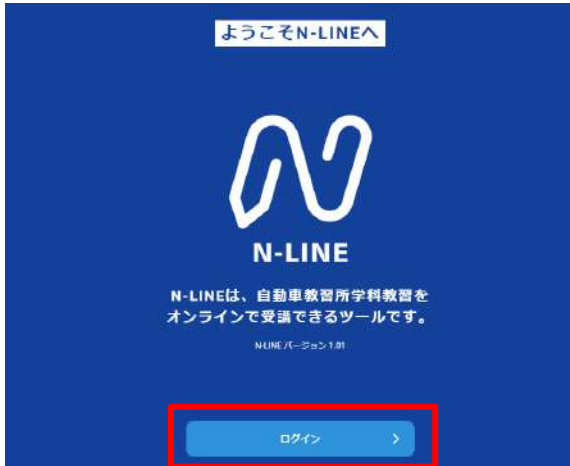 ようこそN-LINEへ
N-LINE
N-LINEは、自動車教習所学科教習を
オンラインで受講できるツールです。
N-LINE バージョン 1.01
ログイン